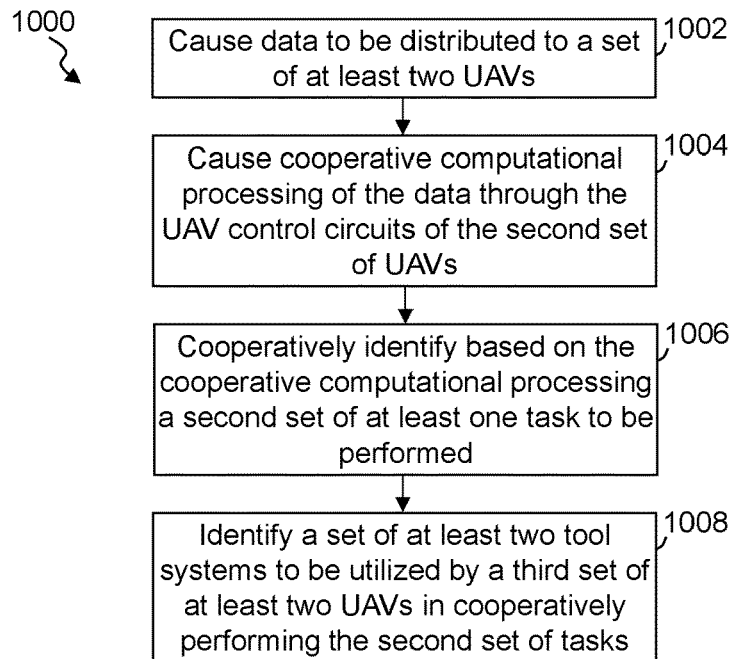 1000
Cause data to be distributed to a set
of at least two UAVs
1002
Cause cooperative computational
processing of the data through the
UAV control circuits of the second set
of UAVs
1004
Cooperatively identify based on the
cooperative computational processing
a second set of at least one task to be
performed
1006
Identify a set of at least two tool
systems to be utilized by a third set of
at least two UAVs in cooperatively
performing the second set of tasks
1008